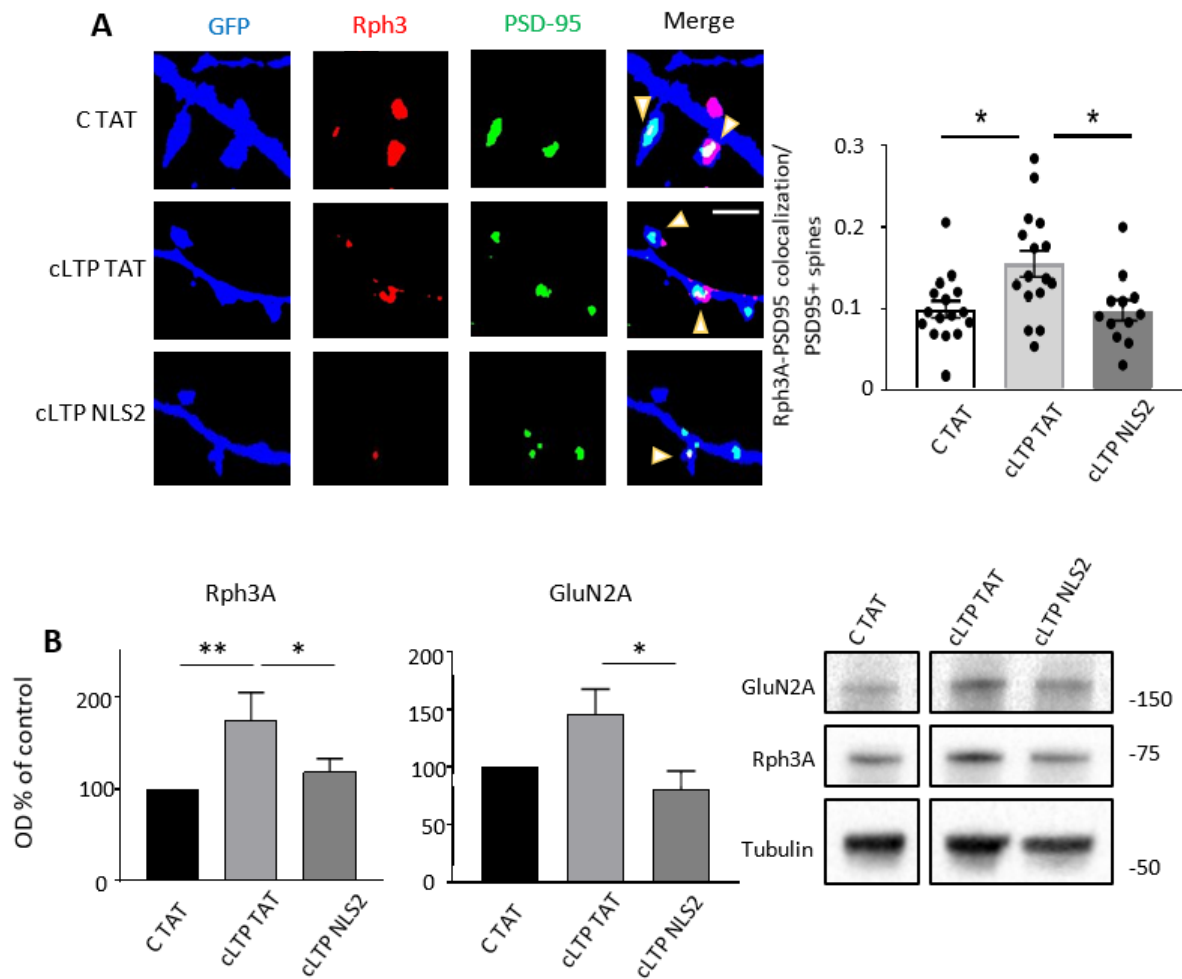 A
GFP
Rph3
PSD-95
Merge
C TAT
cLTP TAT
cLTP NLS2
Rph3A-PSD95 colocalization/
PSD95+ spines
0.3
0.2
0.1
0
*
*
C TAT
cLTP TAT
cLTP NLS2
B
Rph3A
OD % of control
200
100
0
**
*
C TAT
cLTP TAT
cLTP NLS2
GluN2A
200
150
100
50
0
*
C TAT
cLTP TAT
cLTP NLS2
C TAT
cLTP TAT
cLTP NLS2
GluN2A
-150
Rph3A
-75
Tubulin
-50